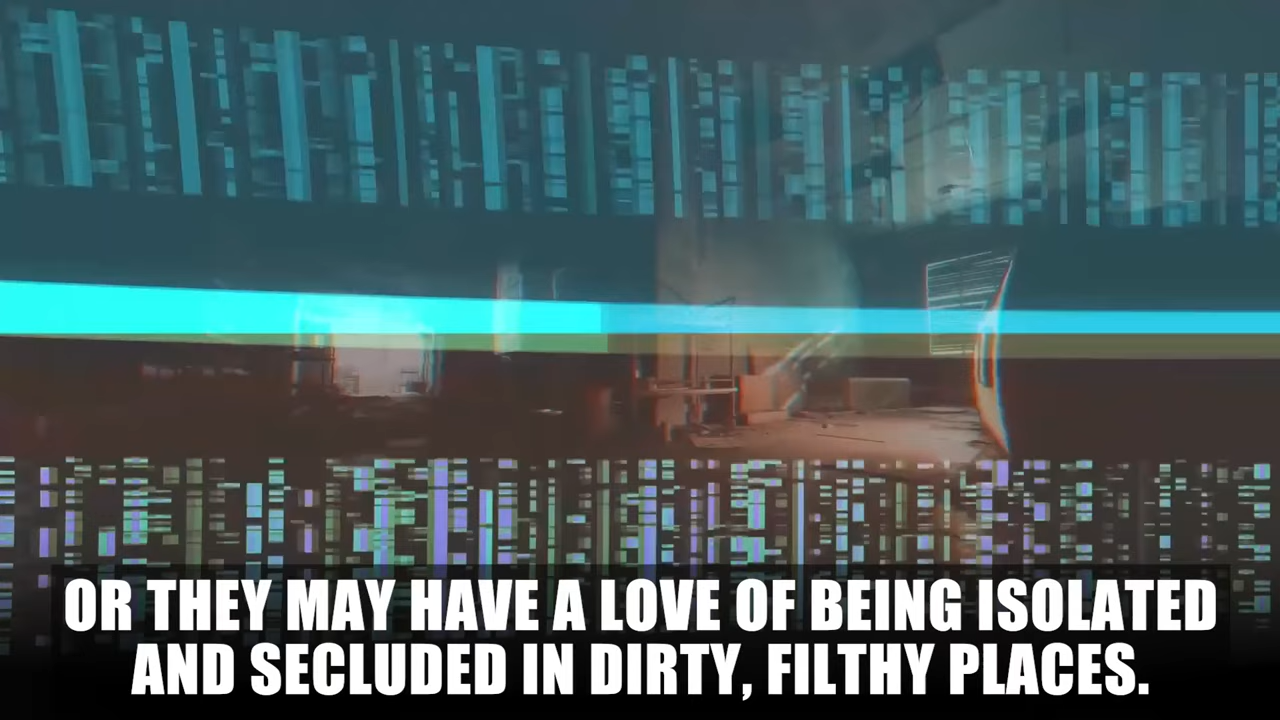 OR THEY MAY HAVE A LOVE OF BEING ISOLATED
AND SECLUDED IN DIRTY, FILTHY PLACES.